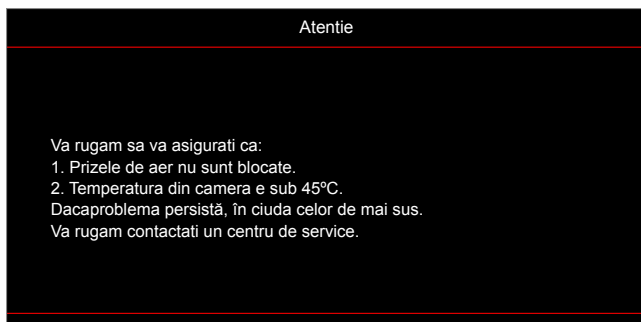 Atentie
Va rugam sa va asigurati ca:
1. Prizele de aer nu sunt blocate.
2. Temperatura din camera e sub 45ºC.
Dacaproblema persistă, în ciuda celor de mai sus.
Va rugam contactati un centru de service.